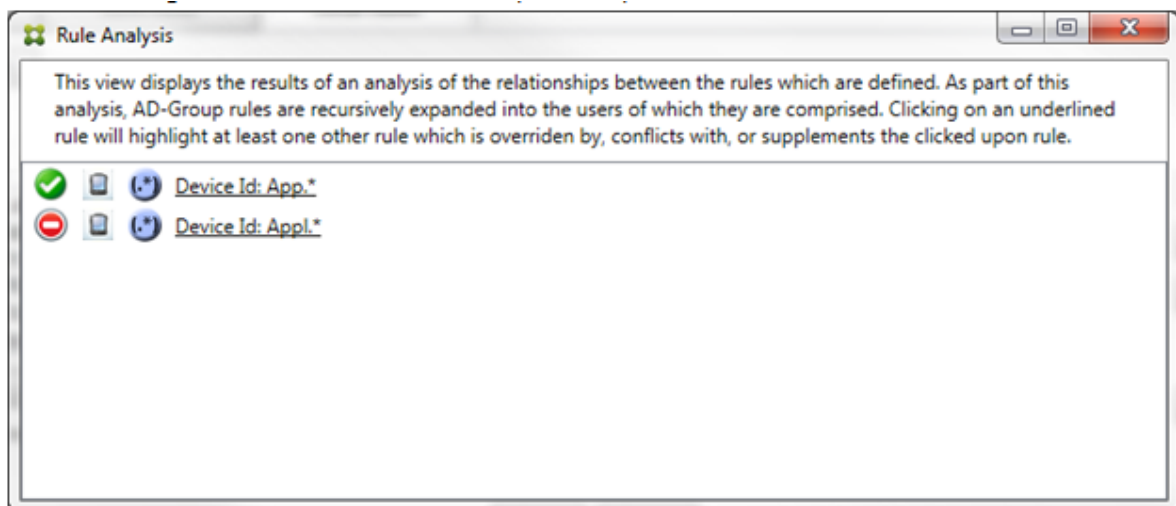 Rule Analysis
This view displays the results of an analysis of the relationships between the rules which are defined. As part of this
analysis, AD-Group rules are recursively expanded into the users of which they are comprised. Clicking on an underlined
rule will highlight at least one other rule which is overriden by, conflicts with, or supplements the clicked upon rule.
(.*) Device Id: App.*
(.*) Device Id: Appl.*